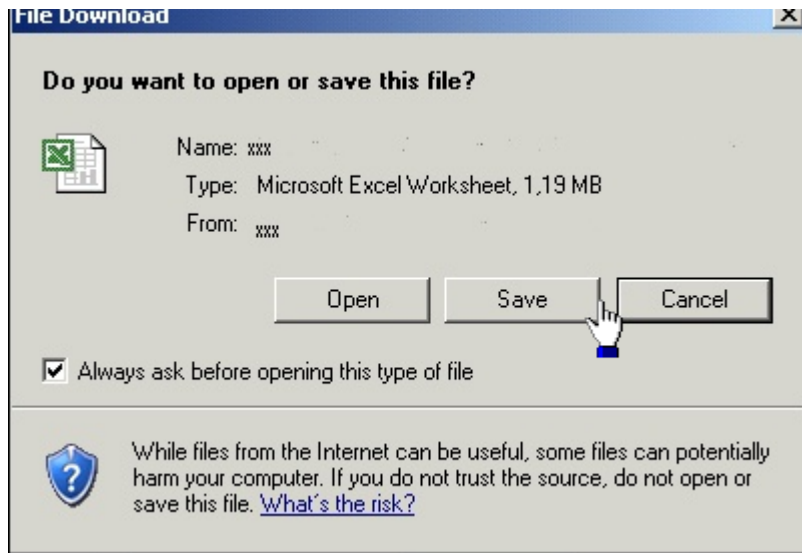 File Download
Do you want to open or save this file?
Name: xxx
Type: Microsoft Excel Worksheet, 1,19 MB
From: xxx
Open Save Cancel
Always ask before opening this type of file
While files from the Internet can be useful, some files can potentially
harm your computer. If you do not trust the source, do not open or
save this file. What's the risk?